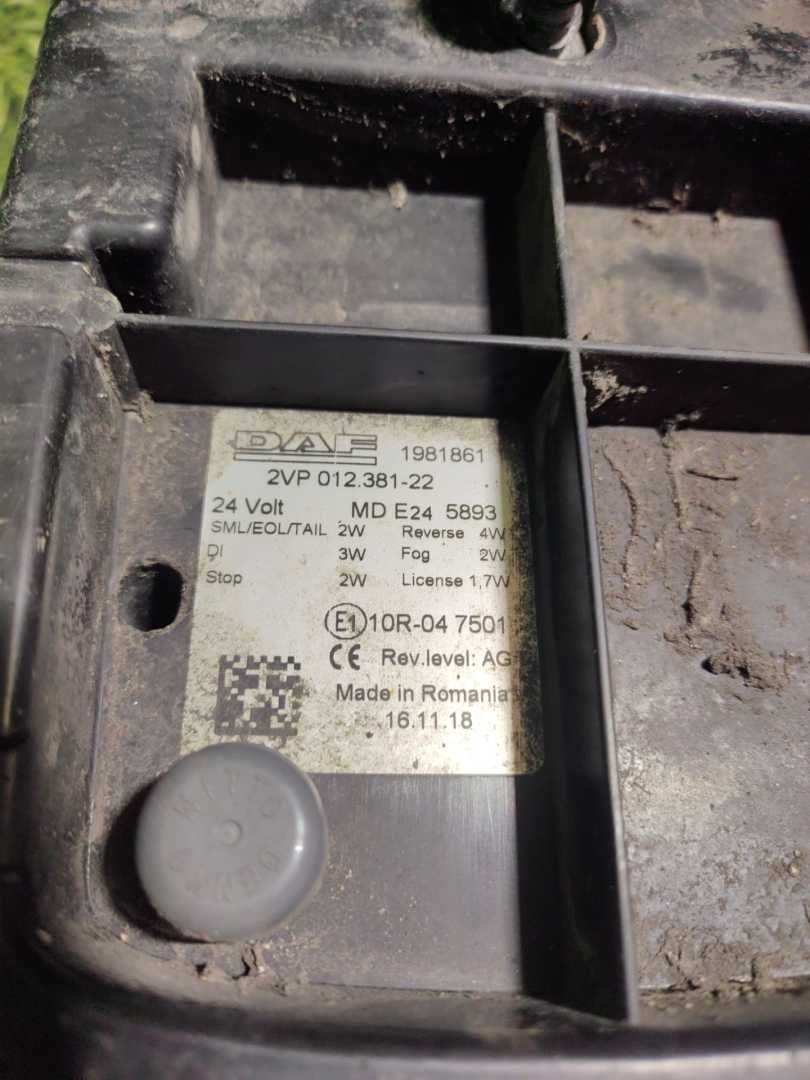 DAF 1981861
2VP 012.381-22
24 Volt MD E24 5893
SML/EOL/TAIL 2W Reverse 4W
DI 3W Fog 2W
Stop 2W License 1,7W
E1 10R-04 7501
CE Rev.level: AG
Made in Romania
16.11.18
NITTO DENKO